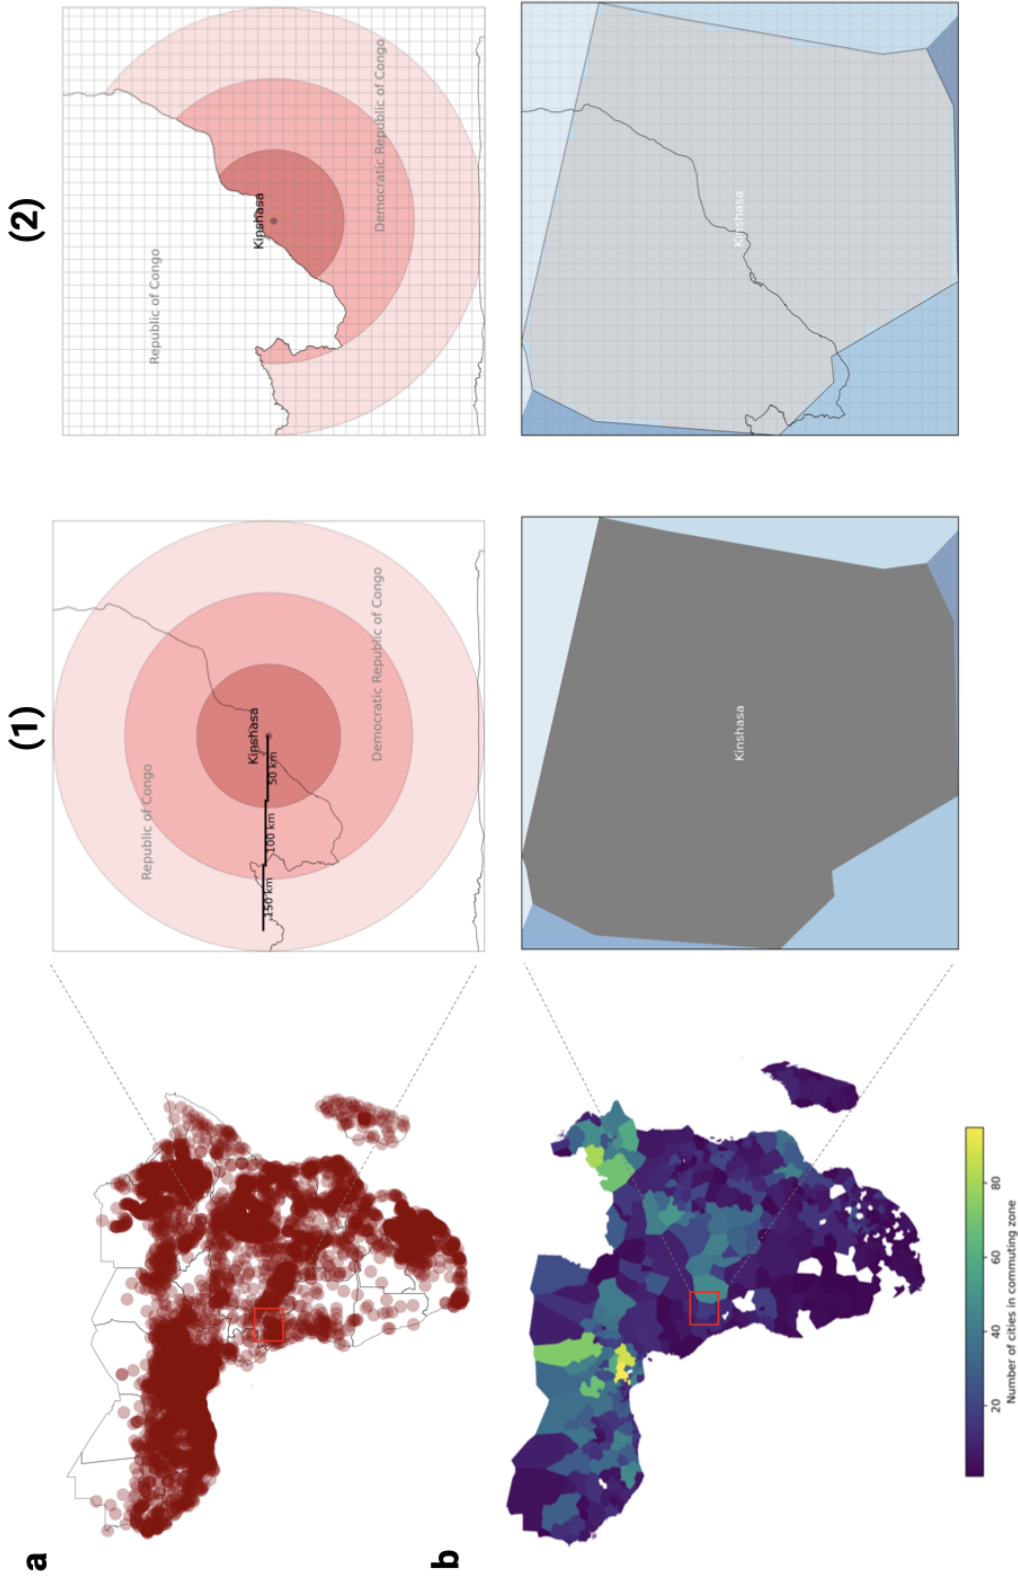 (1)
(2)
a
Republic of Congo
Kinshasa
50 km
100 km
150 km
Democratic Republic of Congo
Republic of Congo
Kinshasa
Democratic Republic of Congo
b
Kinshasa
Kinshasa
20 40 60 80
Number of cities in commuting zone